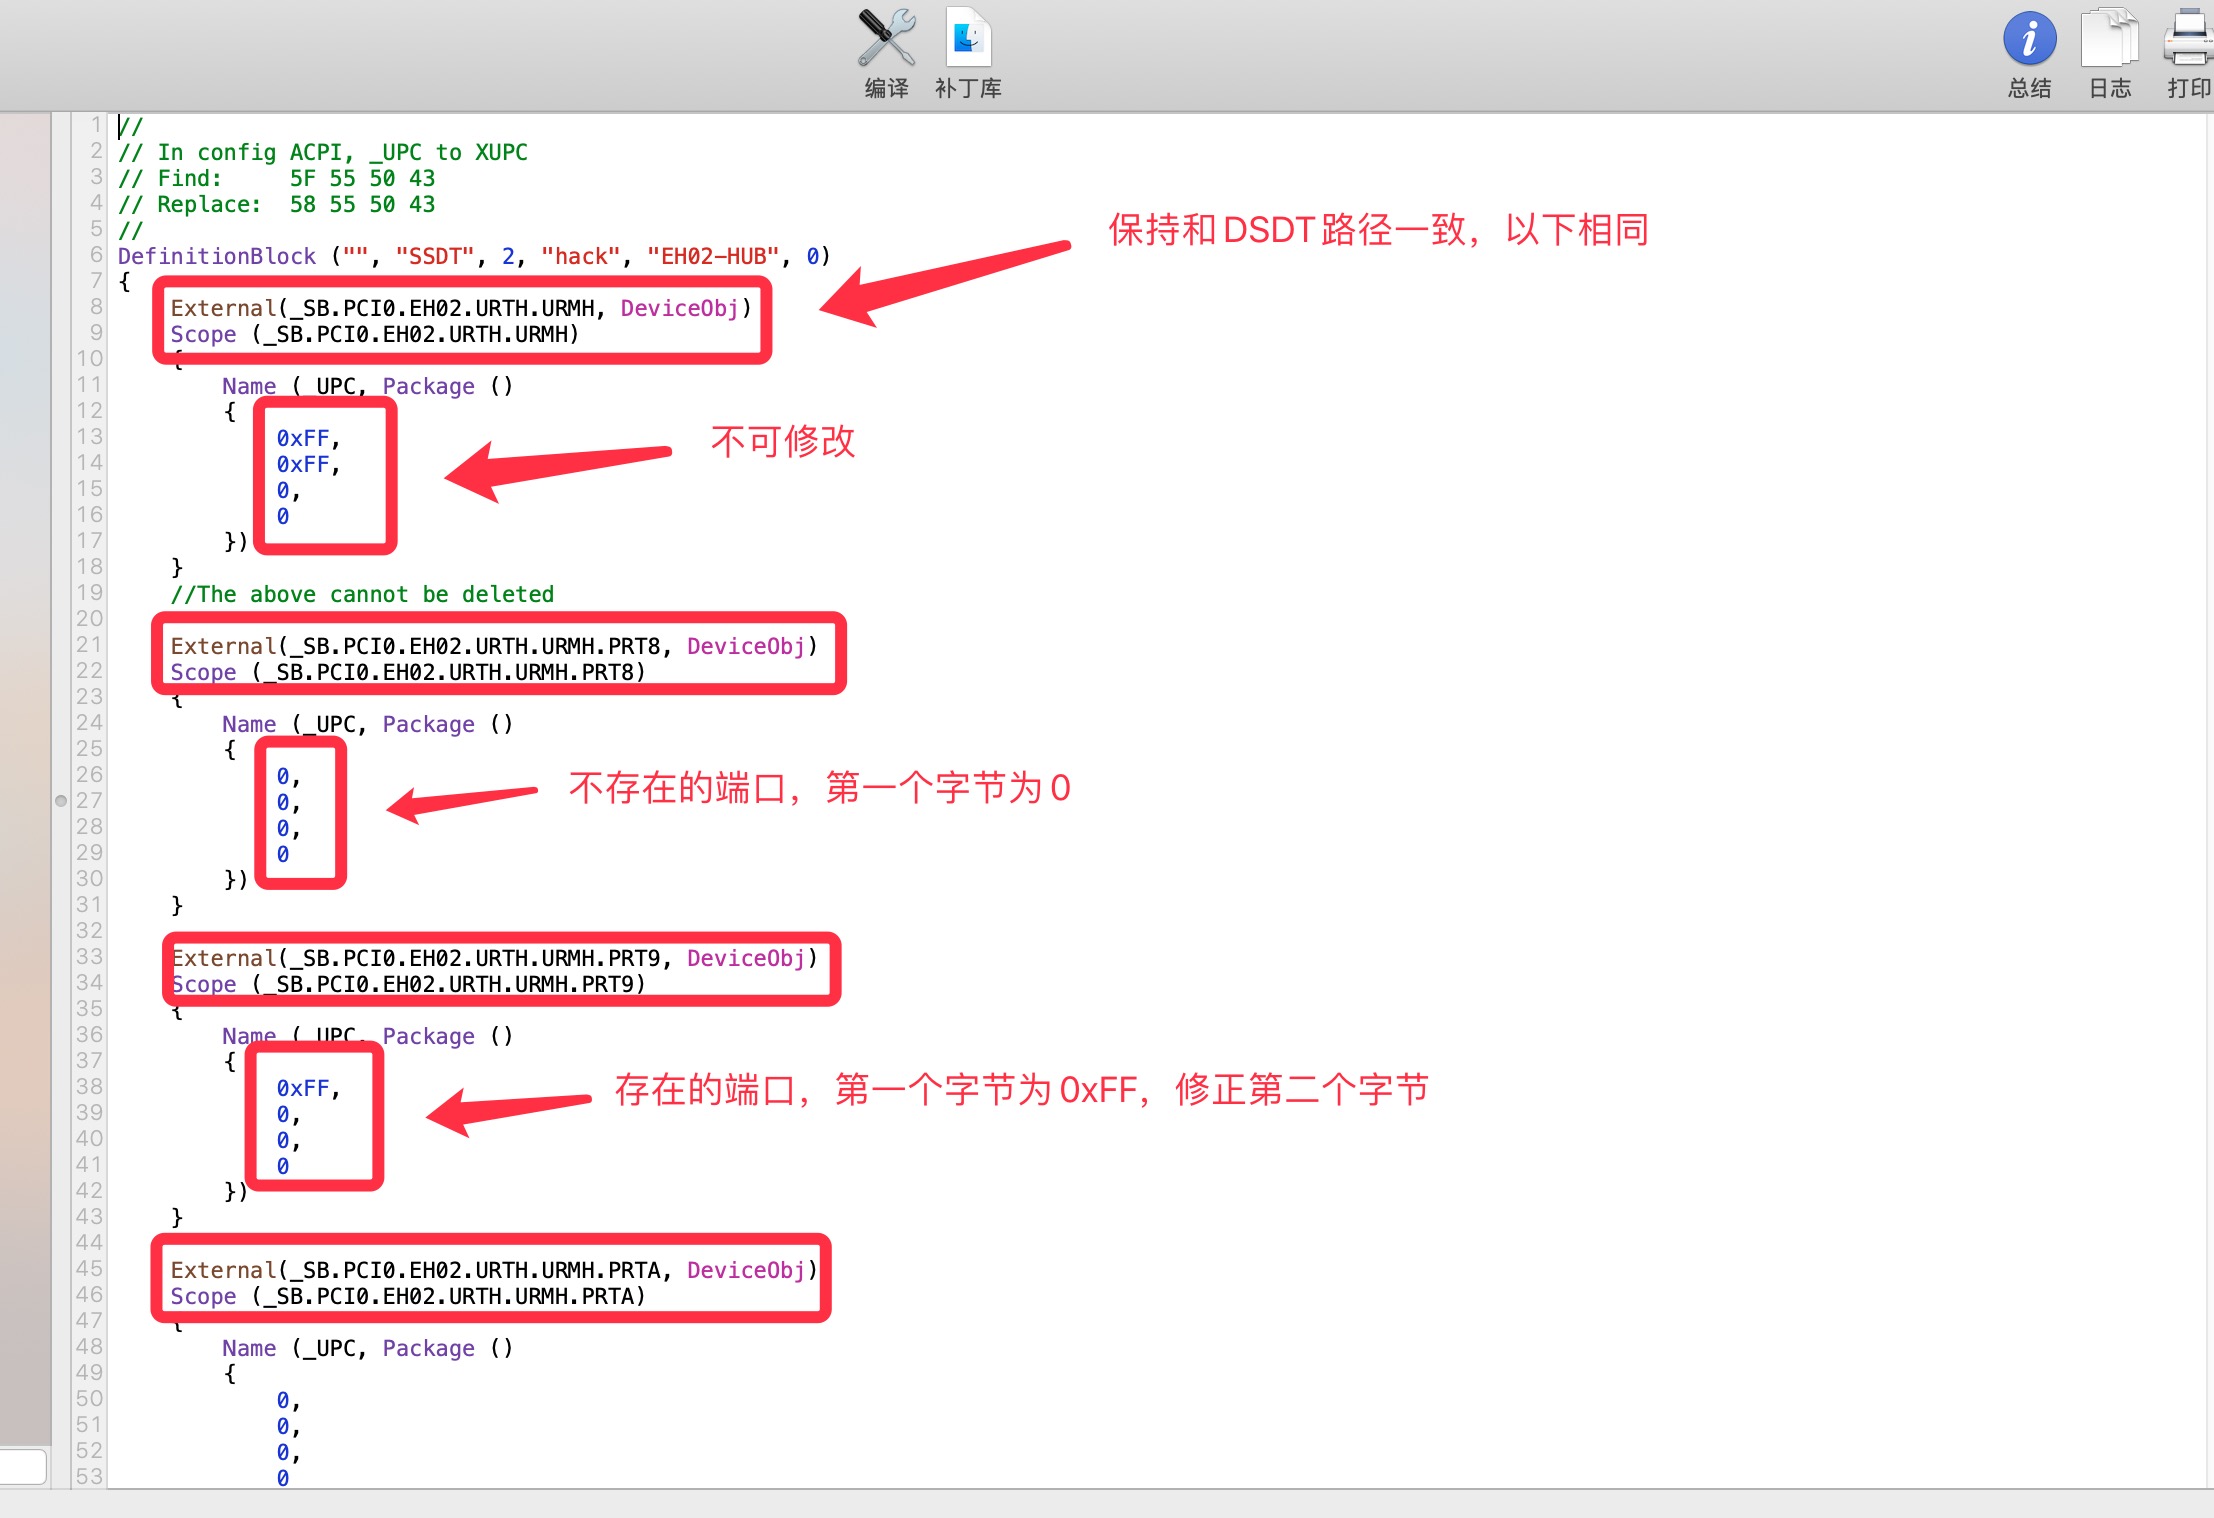 编译
补丁库
总结
日志
打印
1 //
2 // In config ACPI, _UPC to XUPC
3 // Find:     5F 55 50 43
4 // Replace:  58 55 50 43
5 //
6 DefinitionBlock ("", "SSDT", 2, "hack", "EH02-HUB", 0)
保持和DSDT路径一致，以下相同
7 {
8     External(_SB.PCI0.EH02.URTH.URMH, DeviceObj)
9     Scope (_SB.PCI0.EH02.URTH.URMH)
10     {
11         Name (_UPC, Package ()
12         {
不可修改
13             0xFF,
14             0xFF,
15             0,
16             0
17         })
18     }
19     //The above cannot be deleted
20
21     External(_SB.PCI0.EH02.URTH.URMH.PRT8, DeviceObj)
22     Scope (_SB.PCI0.EH02.URTH.URMH.PRT8)
23     {
24         Name (_UPC, Package ()
25         {
26             0,
不存在的端口，第一个字节为0
27             0,
28             0,
29             0
30         })
31     }
32
33     External(_SB.PCI0.EH02.URTH.URMH.PRT9, DeviceObj)
34     Scope (_SB.PCI0.EH02.URTH.URMH.PRT9)
35     {
36         Name (_UPC, Package ()
37         {
38             0xFF,
存在的端口，第一个字节为0xFF，修正第二个字节
39             0,
40             0,
41             0
42         })
43     }
44
45     External(_SB.PCI0.EH02.URTH.URMH.PRTA, DeviceObj)
46     Scope (_SB.PCI0.EH02.URTH.URMH.PRTA)
47     {
48         Name (_UPC, Package ()
49         {
50             0,
51             0,
52             0,
53             0